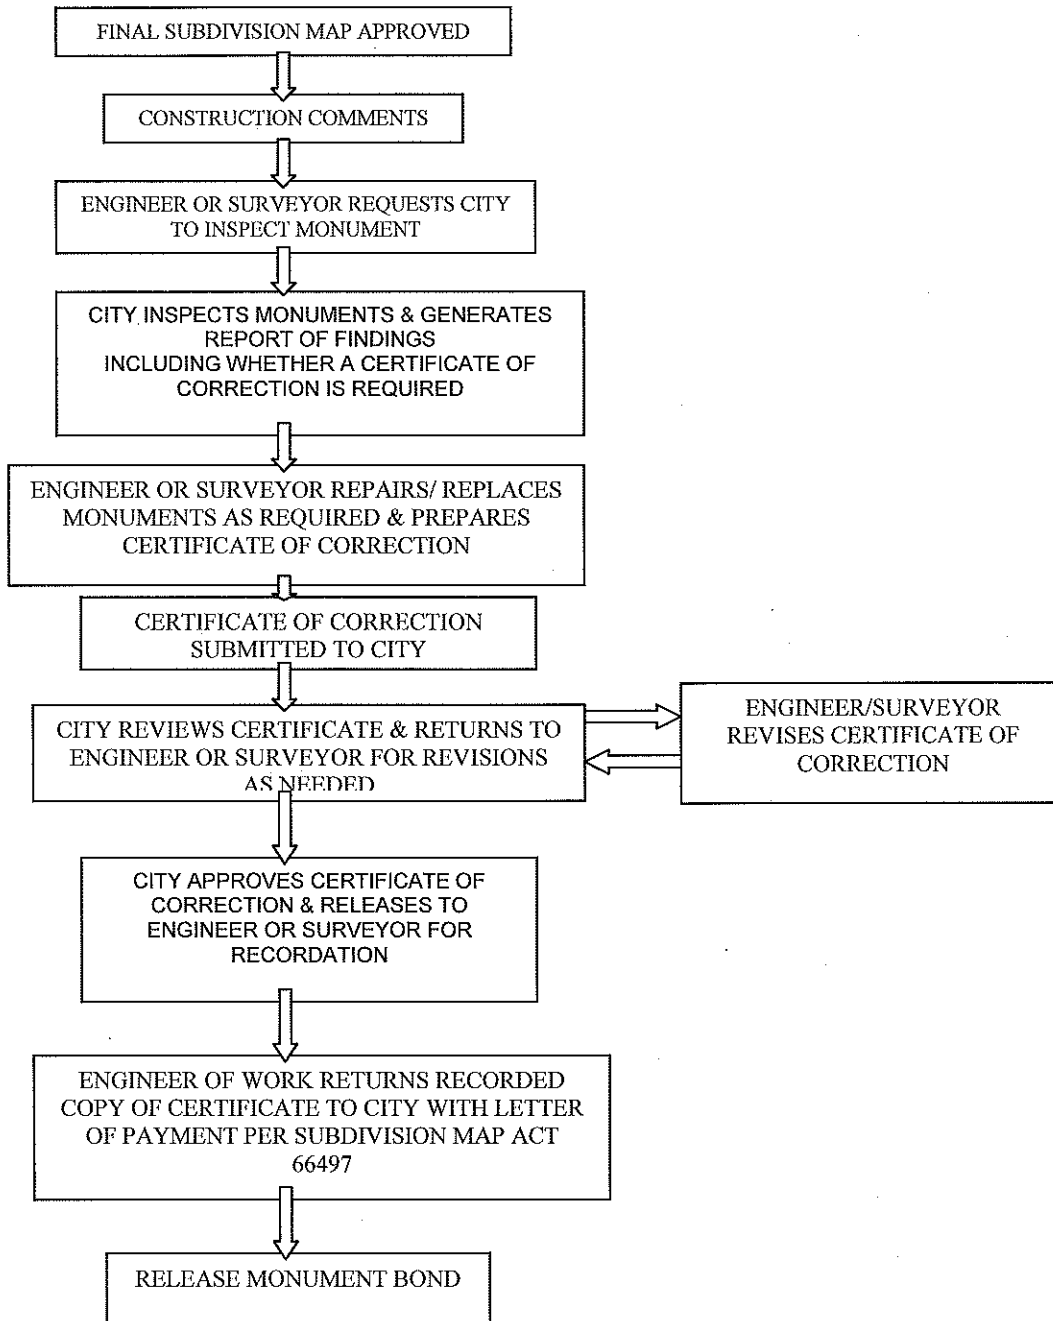 FINAL SUBDIVISION MAP APPROVED
CONSTRUCTION COMMENTS
ENGINEER OR SURVEYOR REQUESTS CITY
TO INSPECT MONUMENT
CITY INSPECTS MONUMENTS & GENERATES
REPORT OF FINDINGS
INCLUDING WHETHER A CERTIFICATE OF
CORRECTION IS REQUIRED
ENGINEER OR SURVEYOR REPAIRS/ REPLACES
MONUMENTS AS REQUIRED & PREPARES
CERTIFICATE OF CORRECTION
CERTIFICATE OF CORRECTION
SUBMITTED TO CITY
CITY REVIEWS CERTIFICATE & RETURNS TO
ENGINEER OR SURVEYOR FOR REVISIONS
AS NEEDED
ENGINEER/SURVEYOR
REVISES CERTIFICATE OF
CORRECTION
CITY APPROVES CERTIFICATE OF
CORRECTION & RELEASES TO
ENGINEER OR SURVEYOR FOR
RECORDATION
ENGINEER OF WORK RETURNS RECORDED
COPY OF CERTIFICATE TO CITY WITH LETTER
OF PAYMENT PER SUBDIVISION MAP ACT
66497
RELEASE MONUMENT BOND